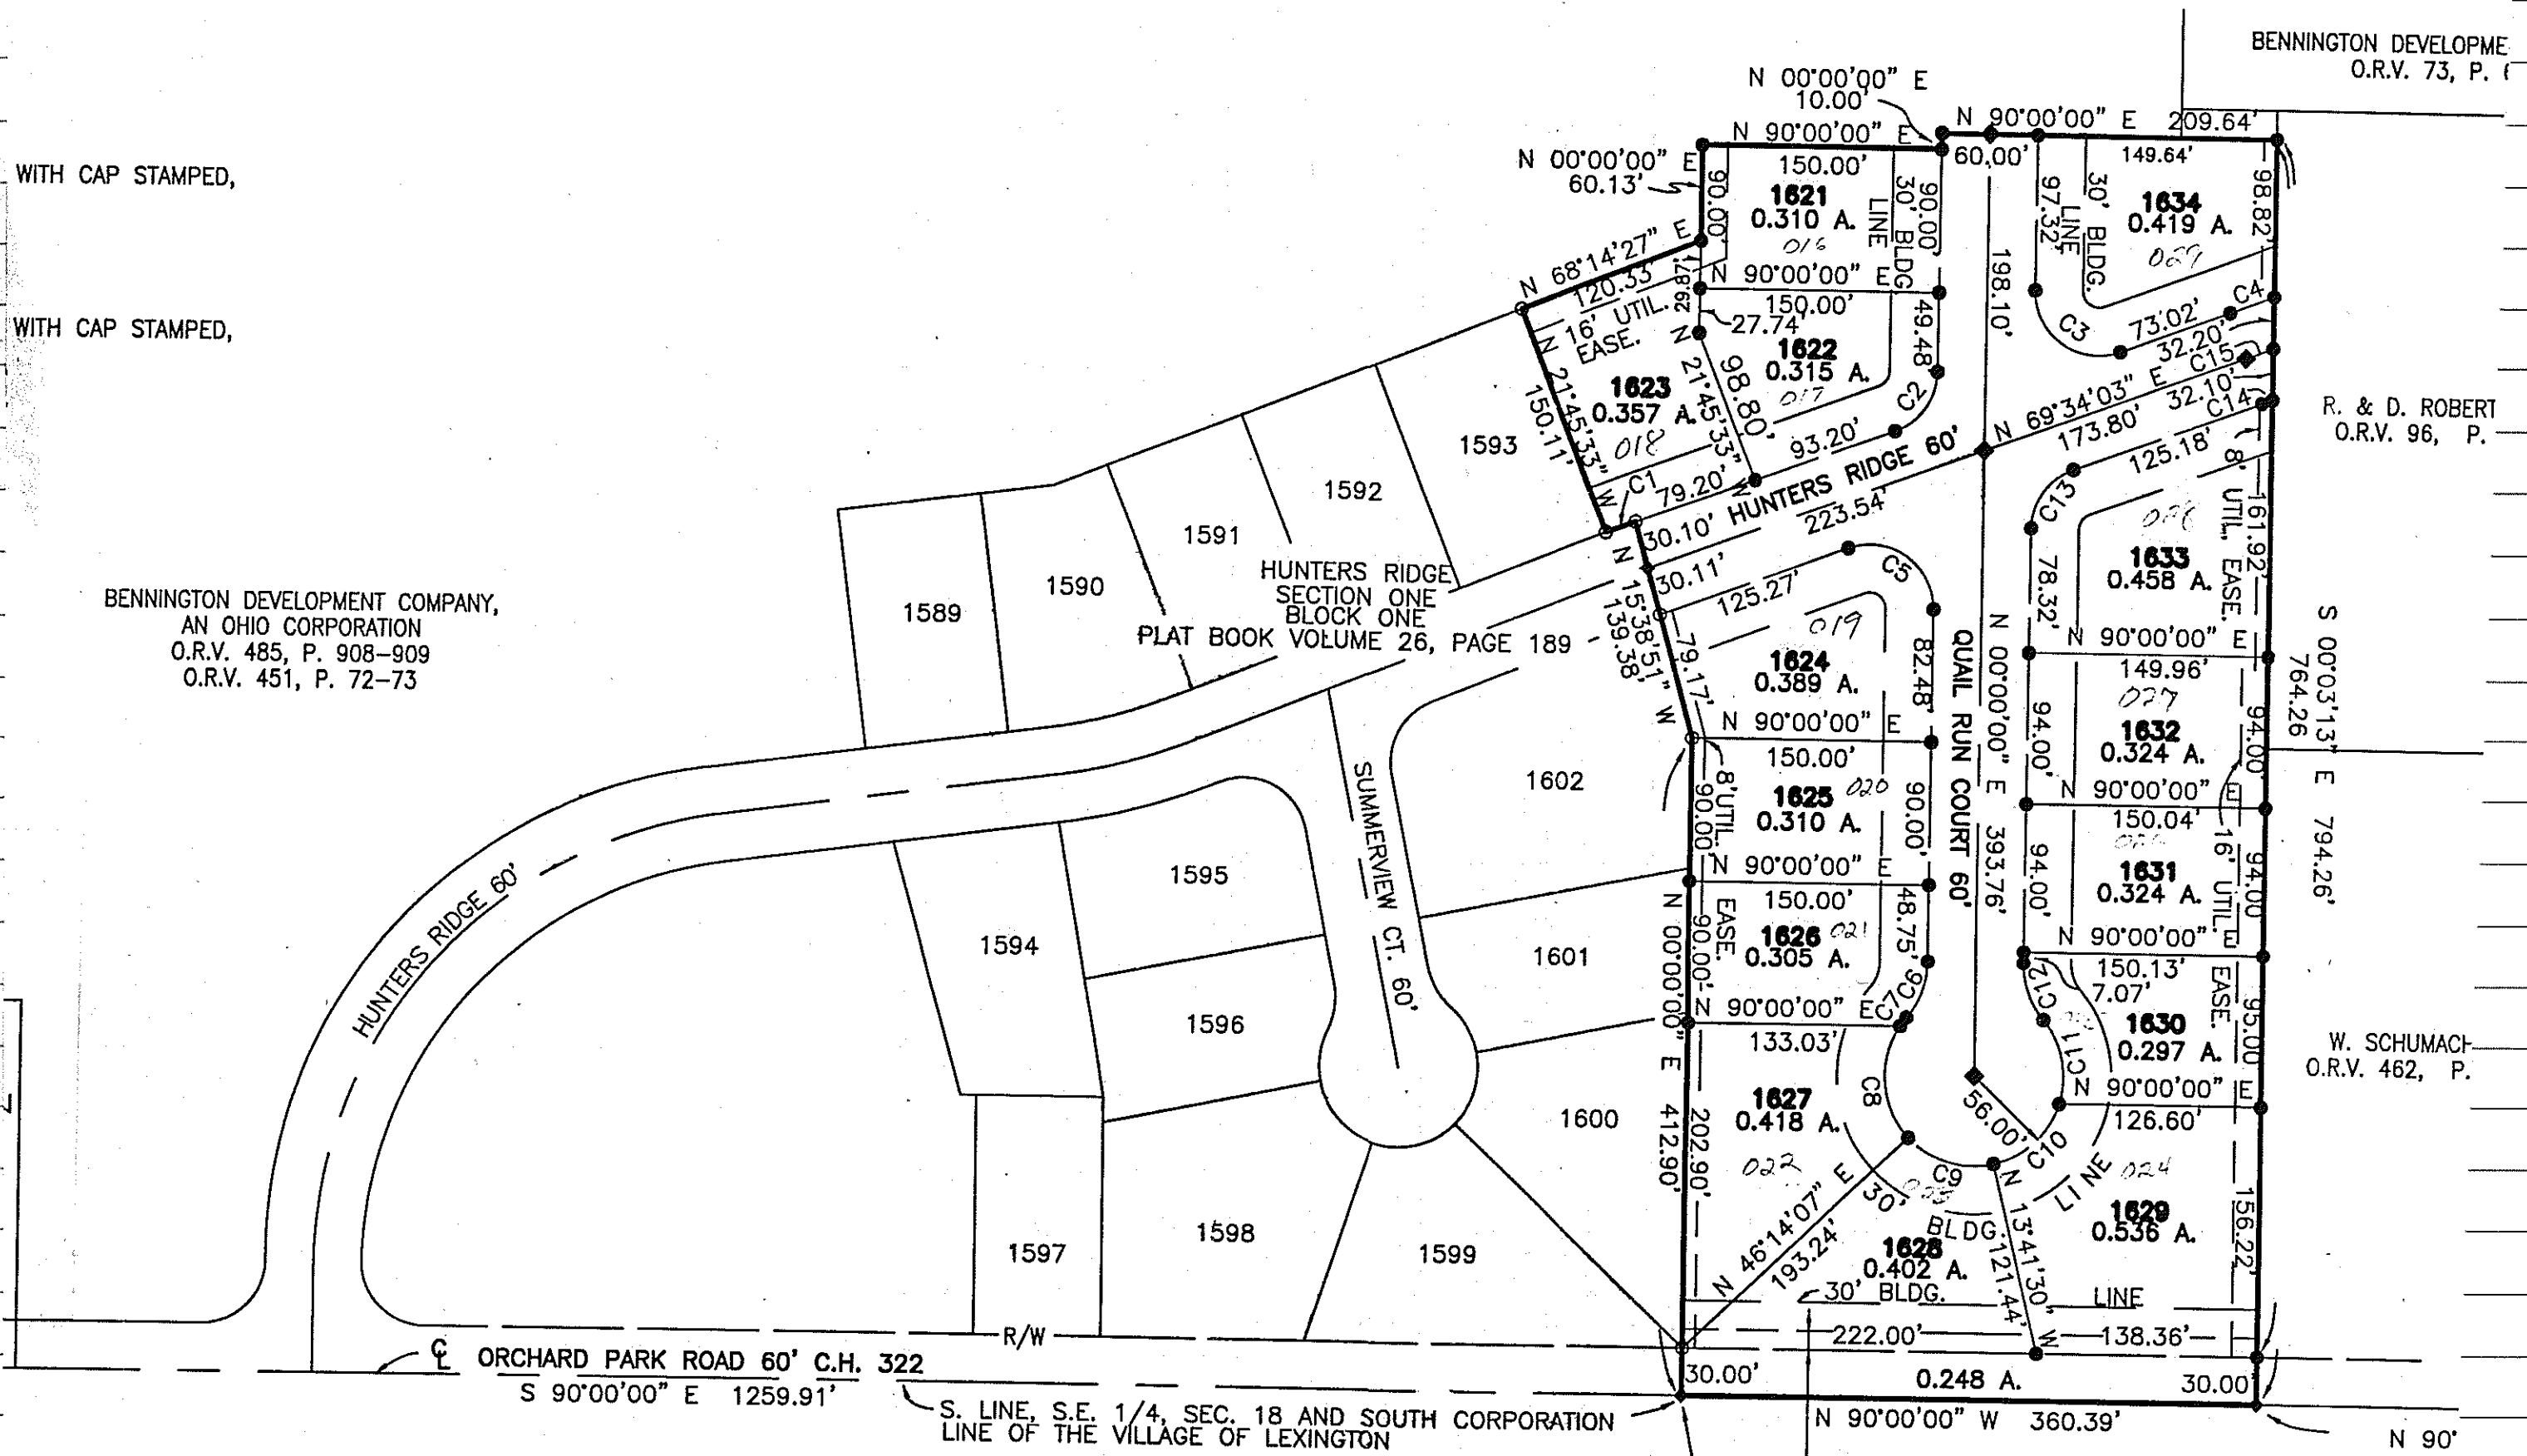 BENNINGTON DEVELOPME
O.R.V. 73, P.
N 00°00'00" E
10.00'
N 90°00'00" E 209.64'
N 90°00'00" E
150.00'
60.00'
149.64'
N 00°00'00" E
60.13'
WITH CAP STAMPED,
WITH CAP STAMPED,
90.00'
1621
0.310 A.
016
30' BLDG
LINE
90.00'
97.32'
30' BLDG.
LINE
1634
0.419 A.
029
98.82'
N 68°14'27" E
120.33'
16' UTIL.
EASE.
29.87'
N 90°00'00" E
150.00'
27.74'
49.48'
198.10'
C3
73.02'
C4
32.20'
C15
32.10'
C14
1622
0.315 A.
017
C2
N 21°45'33" W
98.80'
N 21°45'33" W
150.11'
1623
0.357 A.
018
93.20'
C1
79.20'
HUNTERS RIDGE 60'
30.10'
223.54'
N 69°34'03" E
173.80'
125.18'
R. & D. ROBERT
O.R.V. 96, P.
1593
1592
1591
1590
1589
HUNTERS RIDGE
SECTION ONE
BLOCK ONE
PLAT BOOK VOLUME 26, PAGE 189
BENNINGTON DEVELOPMENT COMPANY,
AN OHIO CORPORATION
O.R.V. 485, P. 908-909
O.R.V. 451, P. 72-73
30.11'
125.27'
C5
C13
N 15°38'51" W
139.38'
79.17'
019
1624
0.389 A.
82.48'
QUAIL RUN COURT 60'
N 00°00'00" E 393.76'
78.32'
028
1633
0.458 A.
8' UTIL. EASE.
161.92'
S 00°03'13" E 794.26'
764.26
N 90°00'00" E
150.00'
N 90°00'00" E
149.96'
027
1632
0.324 A.
94.00'
94.00'
8' UTIL.
EASE.
90.00'
1625
0.310 A.
020
90.00'
N 90°00'00" E
150.04'
1602
N 90°00'00" E
150.00'
1631
0.324 A.
94.00'
94.00
16' UTIL.
EASE.
N 00°00'00" E 412.90'
90.00'
1626
0.305 A.
021
48.75'
N 90°00'00" E
150.13'
7.07'
C6
C7
C12
C11
1630
0.297 A.
95.00
W. SCHUMACH
O.R.V. 462, P.
N 90°00'00" E
133.03'
N 90°00'00" E
126.60'
1627
0.418 A.
022
202.90'
C8
56.00'
C9
C10
1595
1594
1596
SUMMERVIEW CT. 60'
1601
1600
HUNTERS RIDGE 60'
1597
1598
1599
N 46°14'07" E
193.24'
30'
BLDG.
LINE
1628
0.402 A.
N 13°41'30" W
121.44'
024
1629
0.536 A.
156.22'
30' BLDG. LINE
222.00'
138.36'
R/W
℄ ORCHARD PARK ROAD 60' C.H. 322
S 90°00'00" E 1259.91'
30.00'
0.248 A.
30.00'
S. LINE, S.E. 1/4, SEC. 18 AND SOUTH CORPORATION
LINE OF THE VILLAGE OF LEXINGTON
N 90°00'00" W 360.39'
N 90°